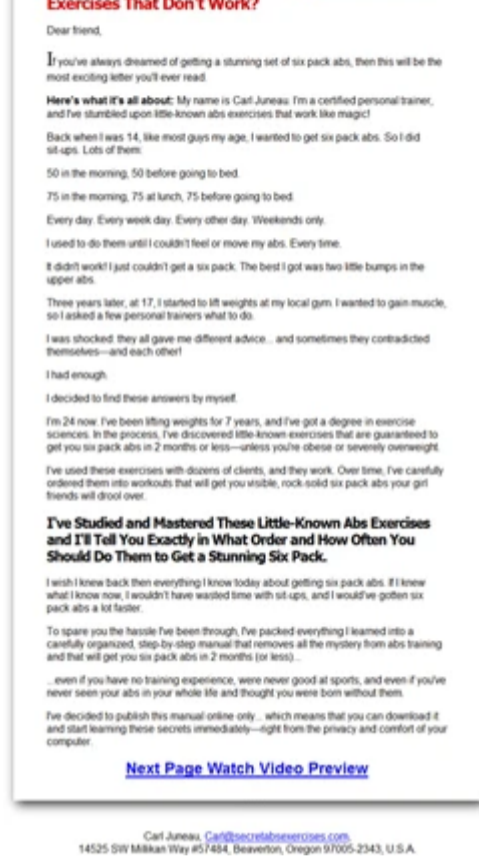 Exercises That Don't Work?
Dear friend,
If you've always dreamed of getting a stunning set of six pack abs, then this will be the
most exciting letter you'll ever read.
Here's what it's all about: My name is Carl Juneau. I'm a certified personal trainer,
and I've stumbled upon little-known abs exercises that work like magic!
Back when I was 14, like most guys my age, I wanted to get six pack abs. So I did
sit-ups. Lots of them:
50 in the morning, 50 before going to bed.
75 in the morning, 75 at lunch, 75 before going to bed.
Every day. Every week day. Every other day. Weekends only.
I used to do them until I couldn't feel or move my abs. Every time.
It didn't work! I just couldn't get a six pack. The best I got was two little bumps in the
upper abs.
Three years later, at 17, I started to lift weights at my local gym. I wanted to gain muscle,
so I asked a few personal trainers what to do.
I was shocked: they all gave me different advice... and sometimes they contradicted
themselves—and each other!
I had enough.
I decided to find these answers by myself.
I'm 24 now. I've been lifting weights for 7 years, and I've got a degree in exercise
sciences. In the process, I've discovered little-known exercises that are guaranteed to
get you six pack abs in 2 months or less—unless you're obese or severely overweight.
I've used these exercises with dozens of clients, and they work. Over time, I've carefully
ordered them into workouts that will get you visible, rock-solid six pack abs your girl
friends will drool over.
I've Studied and Mastered These Little-Known Abs Exercises
and I'll Tell You Exactly in What Order and How Often You
Should Do Them to Get a Stunning Six Pack.
I wish I knew back then everything I know today about getting six pack abs. If I knew
what I know now, I wouldn't have wasted time with sit-ups, and I would've gotten six
pack abs a lot faster.
To spare you the hassle I've been through, I've packed everything I learned into a
carefully organized, step-by-step manual that removes all the mystery from abs training
and that will get you six pack abs in 2 months (or less)...
...even if you have no training experience, were never good at sports, and even if you've
never seen your abs in your whole life and thought you were born without them.
I've decided to publish this manual online only... which means that you can download it
and start learning these secrets immediately—right from the privacy and comfort of your
computer.
Next Page Watch Video Preview
Carl Juneau, Carl@secretabsexercises.com,
14525 SW Millikan Way #57484, Beaverton, Oregon 97005-2343, U.S.A.